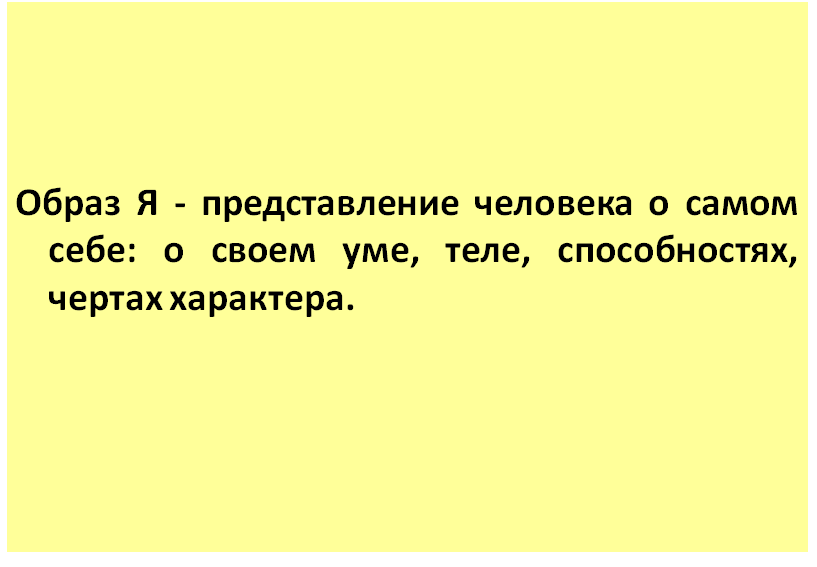 Образ Я - представление человека о самом
себе: о своем уме, теле, способностях,
чертах характера.